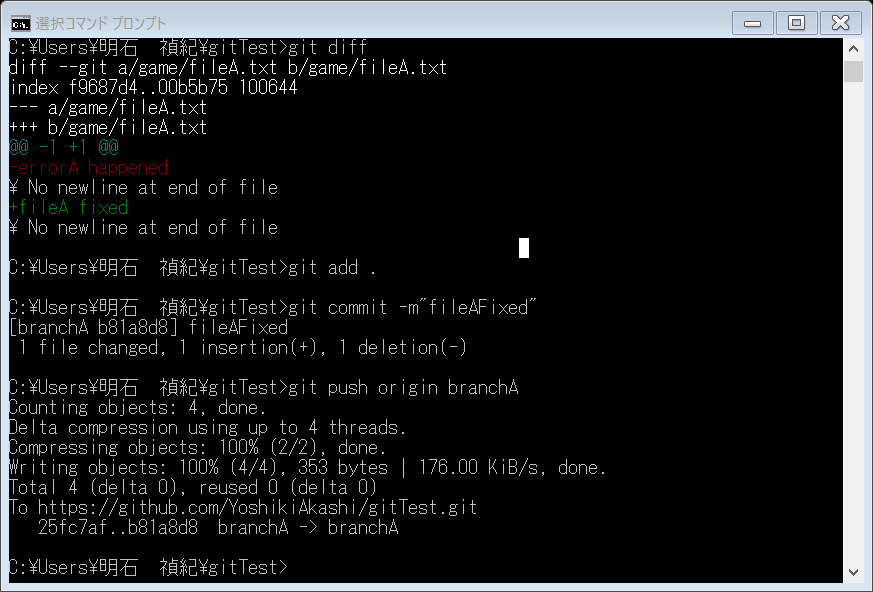 選択コマンド プロンプト
C:¥Users¥明石　禎紀¥gitTest>git diff
diff --git a/game/fileA.txt b/game/fileA.txt
index f9687d4..00b5b75 100644
--- a/game/fileA.txt
+++ b/game/fileA.txt
@@ -1 +1 @@
-errorA happened
¥ No newline at end of file
+fileA fixed
¥ No newline at end of file
C:¥Users¥明石　禎紀¥gitTest>git add .
C:¥Users¥明石　禎紀¥gitTest>git commit -m"fileAFixed"
[branchA b81a8d8] fileAFixed
 1 file changed, 1 insertion(+), 1 deletion(-)
C:¥Users¥明石　禎紀¥gitTest>git push origin branchA
Counting objects: 4, done.
Delta compression using up to 4 threads.
Compressing objects: 100% (2/2), done.
Writing objects: 100% (4/4), 353 bytes | 176.00 KiB/s, done.
Total 4 (delta 0), reused 0 (delta 0)
To https://github.com/YoshikiAkashi/gitTest.git
   25fc7af..b81a8d8  branchA -> branchA
C:¥Users¥明石　禎紀¥gitTest>